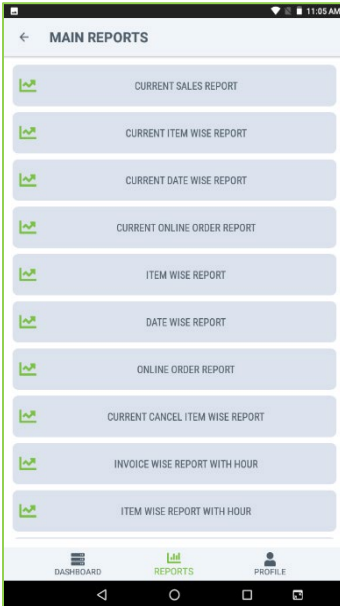 11:05 AM
MAIN REPORTS
CURRENT SALES REPORT
CURRENT ITEM WISE REPORT
CURRENT DATE WISE REPORT
CURRENT ONLINE ORDER REPORT
ITEM WISE REPORT
DATE WISE REPORT
ONLINE ORDER REPORT
CURRENT CANCEL ITEM WISE REPORT
INVOICE WISE REPORT WITH HOUR
ITEM WISE REPORT WITH HOUR
DASHBOARD REPORTS PROFILE